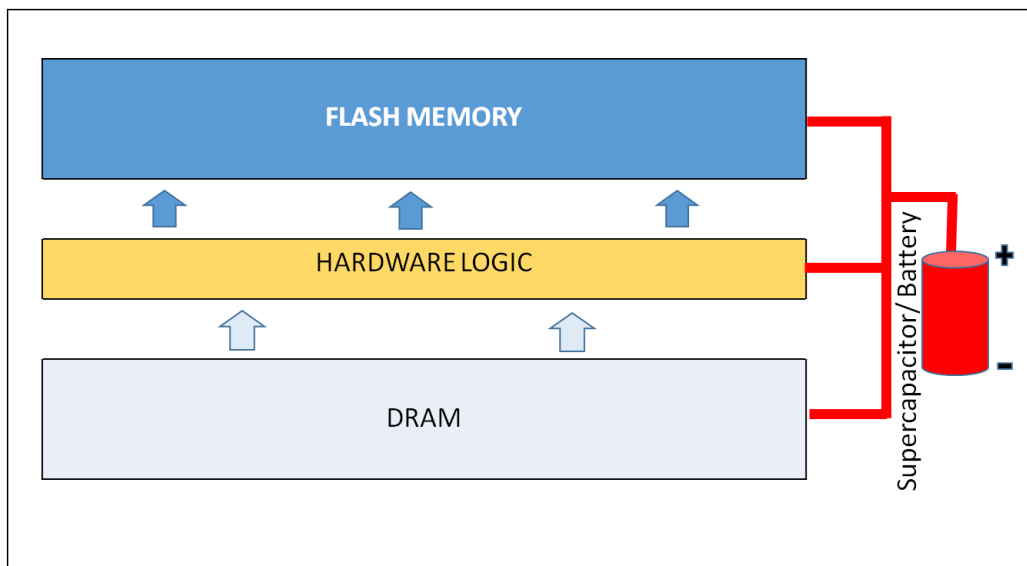 FLASH MEMORY
HARDWARE LOGIC
DRAM
Supercapacitor/ Battery
+
-